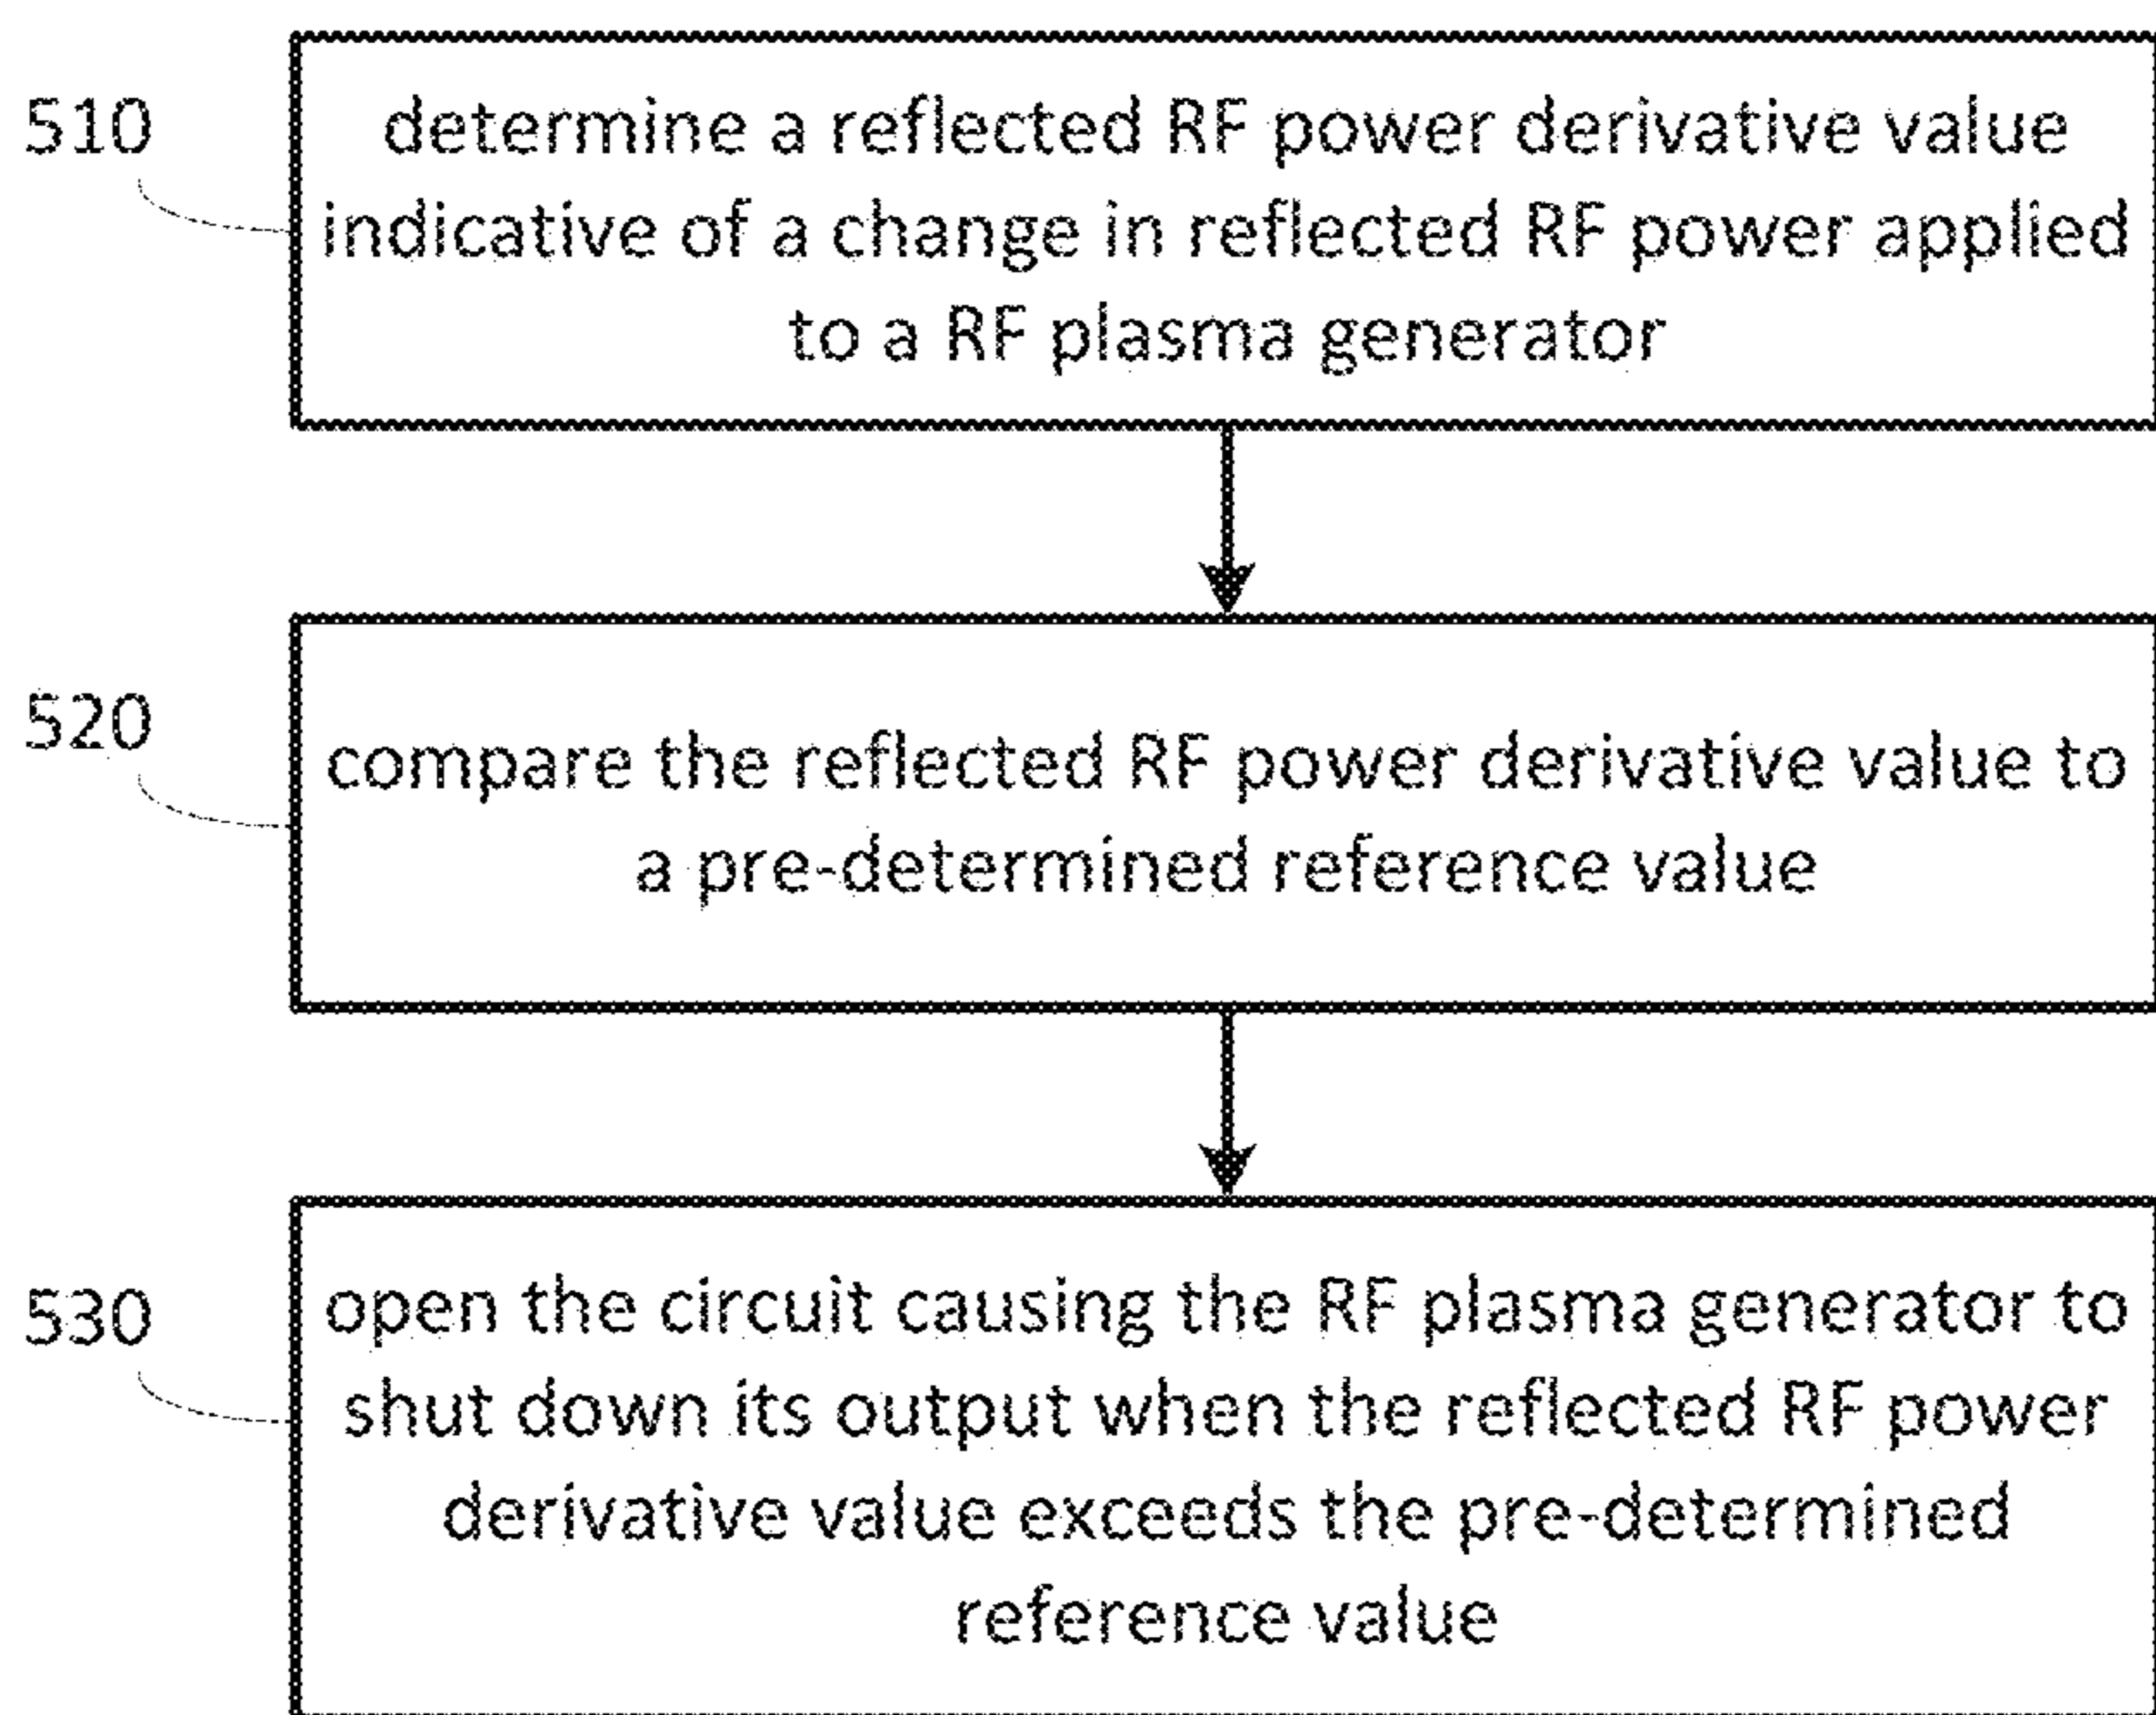 510
determine a reflected RF power derivative value
indicative of a change in reflected RF power applied
to a RF plasma generator
520
compare the reflected RF power derivative value to
a pre-determined reference value
530
open the circuit causing the RF plasma generator to
shut down its output when the reflected RF power
derivative value exceeds the pre-determined
reference value